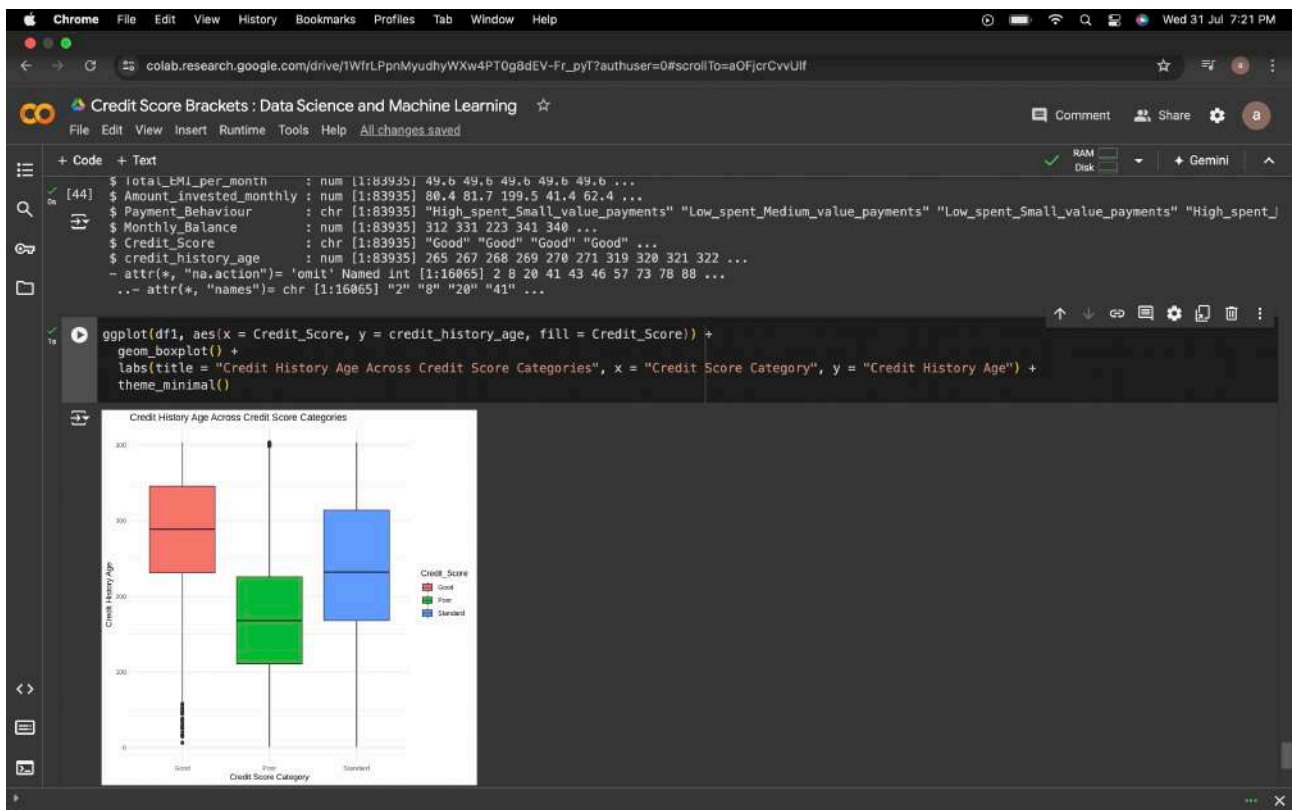 Chrome File Edit View History Bookmarks Profiles Tab Window Help Wed 31 Jul 7:21 PM
colab.research.google.com/drive/1WfrLPpnMyudhyWXw4PT0g8dEV-Fr_pyT?authuser=0#scrollTo=aOFjcrCvvUlf
CO Credit Score Brackets : Data Science and Machine Learning
Comment Share a
File Edit View Insert Runtime Tools Help All changes saved
+ Code + Text RAM Disk Gemini
$ Total_EMI_per_month : num [1:83935] 49.6 49.6 49.6 49.6 49.6 ...
[44] $ Amount_invested_monthly : num [1:83935] 80.4 81.7 199.5 41.4 62.4 ...
0s $ Payment_Behaviour : chr [1:83935] "High_spent_Small_value_payments" "Low_spent_Medium_value_payments" "Low_spent_Small_value_payments" "High_spent_
$ Monthly_Balance : num [1:83935] 312 331 223 341 340 ...
$ Credit_Score : chr [1:83935] "Good" "Good" "Good" "Good" ...
$ credit_history_age : num [1:83935] 265 267 268 269 270 271 319 320 321 322 ...
- attr(*, "na.action")= 'omit' Named int [1:16065] 2 8 20 41 43 46 57 73 78 88 ...
..- attr(*, "names")= chr [1:16065] "2" "8" "20" "41" ...
1s
ggplot(df1, aes(x = Credit_Score, y = credit_history_age, fill = Credit_Score)) +
geom_boxplot() +
labs(title = "Credit History Age Across Credit Score Categories", x = "Credit Score Category", y = "Credit History Age") +
theme_minimal()
Credit History Age Across Credit Score Categories
400
300
200
100
0
Credit History Age
Good Poor Standard
Credit Score Category
Credit_Score
Good
Poor
Standard